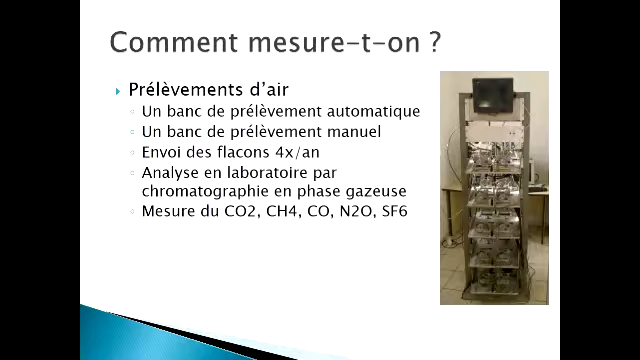 Comment mesure-t-on ?
Prélèvements d'air
Un banc de prélèvement automatique
Un banc de prélèvement manuel
Envoi des flacons 4x/an
Analyse en laboratoire par
chromatographie en phase gazeuse
Mesure du CO2, CH4, CO, N2O, SF6